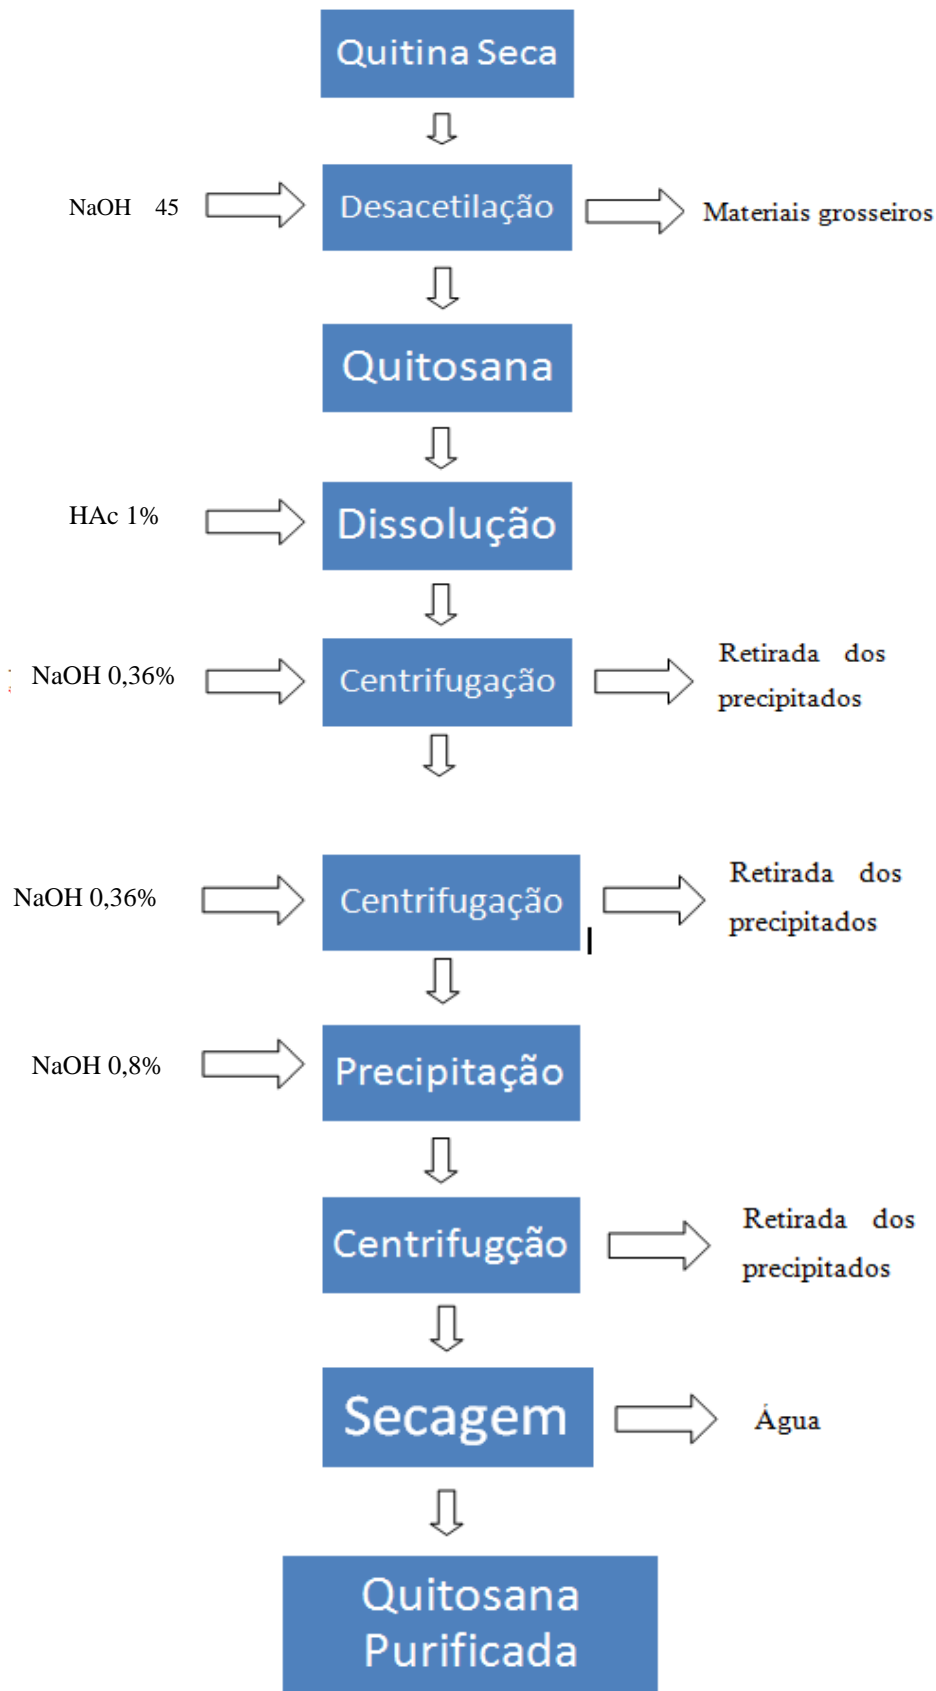 Quitina Seca
NaOH 45
Desacetilação
Materiais grosseiros
Quitosana
HAc 1%
Dissolução
NaOH 0,36%
Centrifugação
Retirada dos
precipitados
NaOH 0,36%
Centrifugação
Retirada dos
precipitados
NaOH 0,8%
Precipitação
Centrifugção
Retirada dos
precipitados
Secagem
Água
Quitosana
Purificada